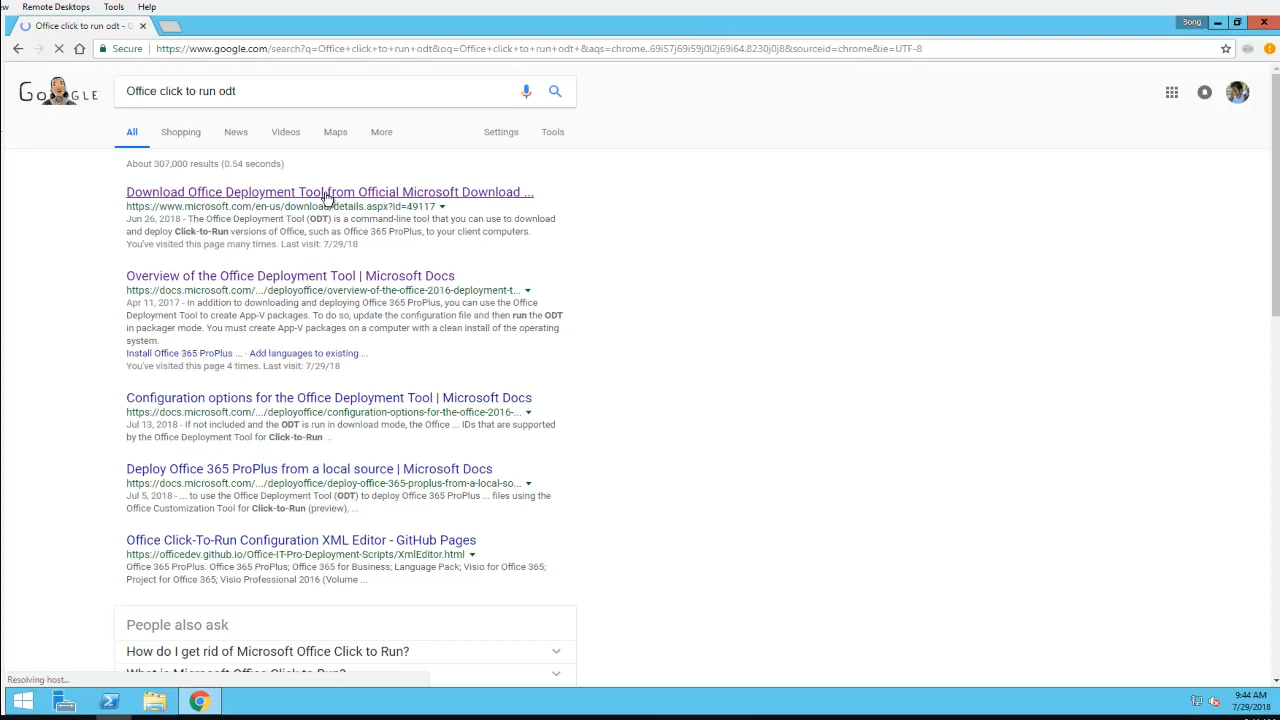 ew Remote Desktops Tools Help
Office click to run odt - G
Song
Secure https://www.google.com/search?q=Office+click+to+run+odt&oq=Office+click+to+run+odt+&aqs=chrome..69i57j69i59j0l2j69i64.8230j0j8&sourceid=chrome&ie=UTF-8
Office click to run odt
All Shopping News Videos Maps More Settings Tools
About 307,000 results (0.54 seconds)
Download Office Deployment Tool from Official Microsoft Download ...
https://www.microsoft.com/en-us/download/details.aspx?id=49117
Jun 26, 2018 - The Office Deployment Tool (ODT) is a command-line tool that you can use to download
and deploy Click-to-Run versions of Office, such as Office 365 ProPlus, to your client computers.
You've visited this page many times. Last visit: 7/29/18
Overview of the Office Deployment Tool | Microsoft Docs
https://docs.microsoft.com/.../deployoffice/overview-of-the-office-2016-deployment-t...
Apr 11, 2017 - In addition to downloading and deploying Office 365 ProPlus, you can use the Office
Deployment Tool to create App-V packages. To do so, update the configuration file and then run the ODT
in packager mode. You must create App-V packages on a computer with a clean install of the operating
system.
Install Office 365 ProPlus ... - Add languages to existing ...
You've visited this page 4 times. Last visit: 7/29/18
Configuration options for the Office Deployment Tool | Microsoft Docs
https://docs.microsoft.com/.../deployoffice/configuration-options-for-the-office-2016-...
Jul 13, 2018 - If not included and the ODT is run in download mode, the Office ... IDs that are supported
by the Office Deployment Tool for Click-to-Run ...
Deploy Office 365 ProPlus from a local source | Microsoft Docs
https://docs.microsoft.com/.../deployoffice/deploy-office-365-proplus-from-a-local-so...
Jul 5, 2018 - ... to use the Office Deployment Tool (ODT) to deploy Office 365 ProPlus ... files using the
Office Customization Tool for Click-to-Run (preview), ...
Office Click-To-Run Configuration XML Editor - GitHub Pages
https://officedev.github.io/Office-IT-Pro-Deployment-Scripts/XmlEditor.html
Office 365 ProPlus. Office 365 ProPlus; Office 365 for Business; Language Pack; Visio for Office 365;
Project for Office 365; Visio Professional 2016 (Volume ...
People also ask
How do I get rid of Microsoft Office Click to Run?
What is Microsoft Office Click to Run?
Resolving host...
9:44 AM
7/29/2018